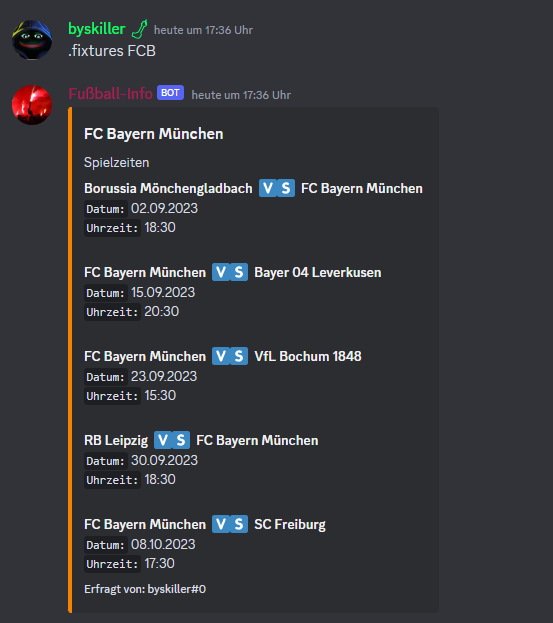 byskiller heute um 17:36 Uhr
.fixtures FCB
Fußball-Info BOT heute um 17:36 Uhr
FC Bayern München
Spielzeiten
Borussia Mönchengladbach V S FC Bayern München
Datum: 02.09.2023
Uhrzeit: 18:30
FC Bayern München V S Bayer 04 Leverkusen
Datum: 15.09.2023
Uhrzeit: 20:30
FC Bayern München V S VfL Bochum 1848
Datum: 23.09.2023
Uhrzeit: 15:30
RB Leipzig V S FC Bayern München
Datum: 30.09.2023
Uhrzeit: 18:30
FC Bayern München V S SC Freiburg
Datum: 08.10.2023
Uhrzeit: 17:30
Erfragt von: byskiller#0